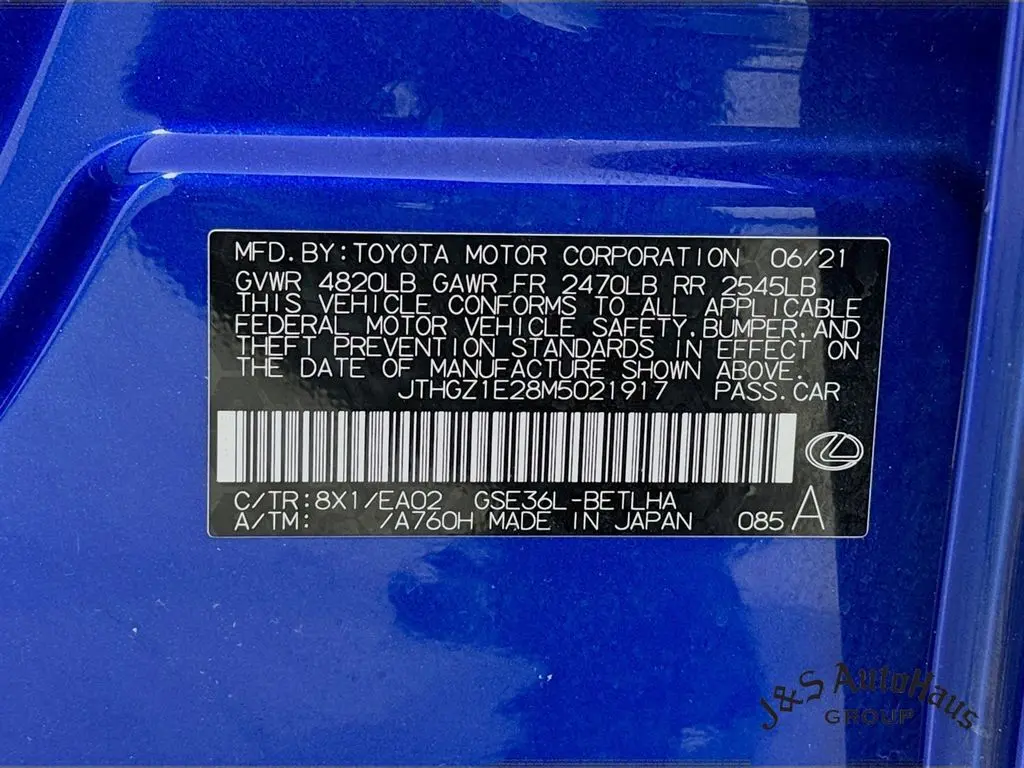 MFD.BY:TOYOTA MOTOR CORPORATION 06/21
GVWR 4820LB GAWR FR 2470LB RR 2545LB
THIS VEHICLE CONFORMS TO ALL APPLICABLE
FEDERAL MOTOR VEHICLE SAFETY,BUMPER,AND
THEFT PREVENTION STANDARDS IN EFFECT ON
THE DATE OF MANUFACTURE SHOWN ABOVE.
JTHGZ1E28M5021917 PASS.CAR
C/TR:8X1/EA02 GSE36L-BETLHA
A/TM: /A760H MADE IN JAPAN 085 A
J&S AutoHaus
GROUP